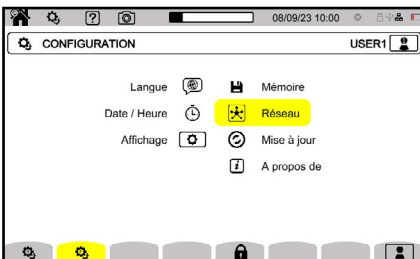 08/09/23 10:00
CONFIGURATION
USER1
Langue
Mémoire
Date / Heure
Réseau
Affichage
Mise à jour
A propos de